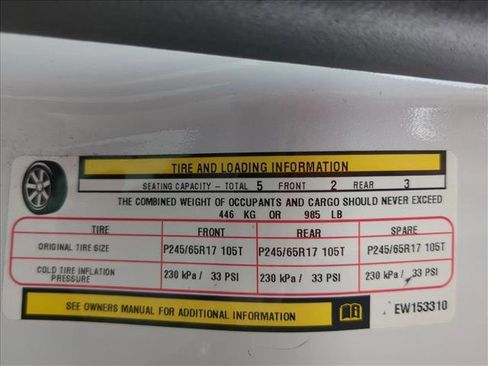 TIRE AND LOADING INFORMATION
SEATING CAPACITY - TOTAL 5 FRONT 2 REAR 3
THE COMBINED WEIGHT OF OCCUPANTS AND CARGO SHOULD NEVER EXCEED
446 KG OR 985 LB
TIRE FRONT REAR SPARE
ORIGINAL TIRE SIZE P245/65R17 105T P245/65R17 105T P245/65R17 105T
COLD TIRE INFLATION PRESSURE 230 kPa / 33 PSI 230 kPa / 33 PSI 230 kPa / 33 PSI
SEE OWNERS MANUAL FOR ADDITIONAL INFORMATION EW153310